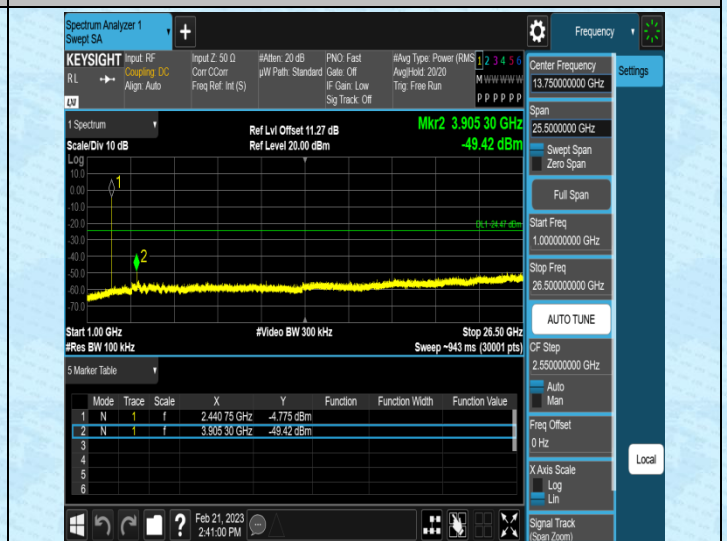 Spectrum Analyzer 1
Swept SA
+
Frequency
KEYSIGHT Input: RF Input Z: 50 Ω #Atten: 20 dB PNO: Fast #Avg Type: Power (RMS 1 2 3 4 5 6
RL Coupling: DC Corr CCorr µW Path: Standard Gate: Off Avg|Hold: 20/20 M W W W W W
Align: Auto Freq Ref: Int (S) IF Gain: Low Trig: Free Run
Sig Track: Off P P P P P P
1 Spectrum
Ref Lvl Offset 11.27 dB Mkr2 3.905 30 GHz
Scale/Div 10 dB Ref Level 20.00 dBm -49.42 dBm
Log
10.0
0.00
-10.0
-20.0
-30.0
-40.0
-50.0
-60.0
-70.0
1
DL1 -24.47 dBm
2
Start 1.00 GHz #Video BW 300 kHz Stop 26.50 GHz
#Res BW 100 kHz Sweep ~943 ms (30001 pts)
5 Marker Table
Mode Trace Scale X Y Function Function Width Function Value
1 N 1 f 2.440 75 GHz -4.775 dBm
2 N 1 f 3.905 30 GHz -49.42 dBm
3
4
5
6
Feb 21, 2023
2:41:00 PM
?
Center Frequency
13.750000000 GHz
Settings
Span
25.5000000 GHz
Swept Span
Zero Span
Full Span
Start Freq
1.000000000 GHz
Stop Freq
26.500000000 GHz
AUTO TUNE
CF Step
2.550000000 GHz
Auto
Man
Freq Offset
0 Hz
X Axis Scale
Log
Lin
Local
Signal Track
(Span Zoom)